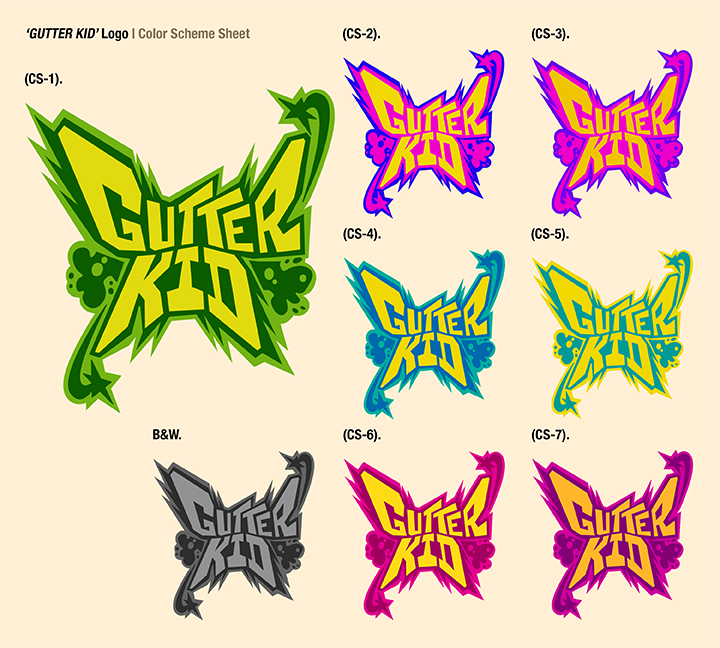 ‘GUTTER KID’ Logo | Color Scheme Sheet
(CS-1).
GUTTER
KID
(CS-2).
GUTTER
KID
(CS-3).
GUTTER
KID
(CS-4).
GUTTER
KID
(CS-5).
GUTTER
KID
B&W.
GUTTER
KID
(CS-6).
GUTTER
KID
(CS-7).
GUTTER
KID